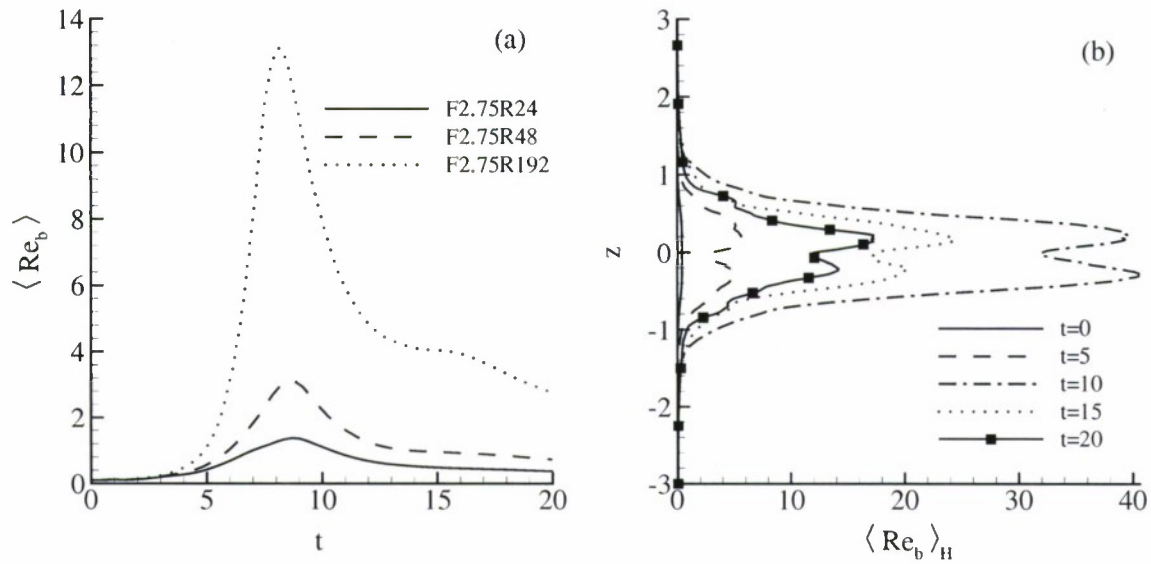 14
12
10
8
6
4
2
0
⟨Re_b⟩
(a)
F2.75R24
F2.75R48
F2.75R192
0 5 10 15 20
t
3
2
1
0
-1
-2
-3
z
(b)
t=0
t=5
t=10
t=15
t=20
0 10 20 30 40
⟨Re_b⟩_H